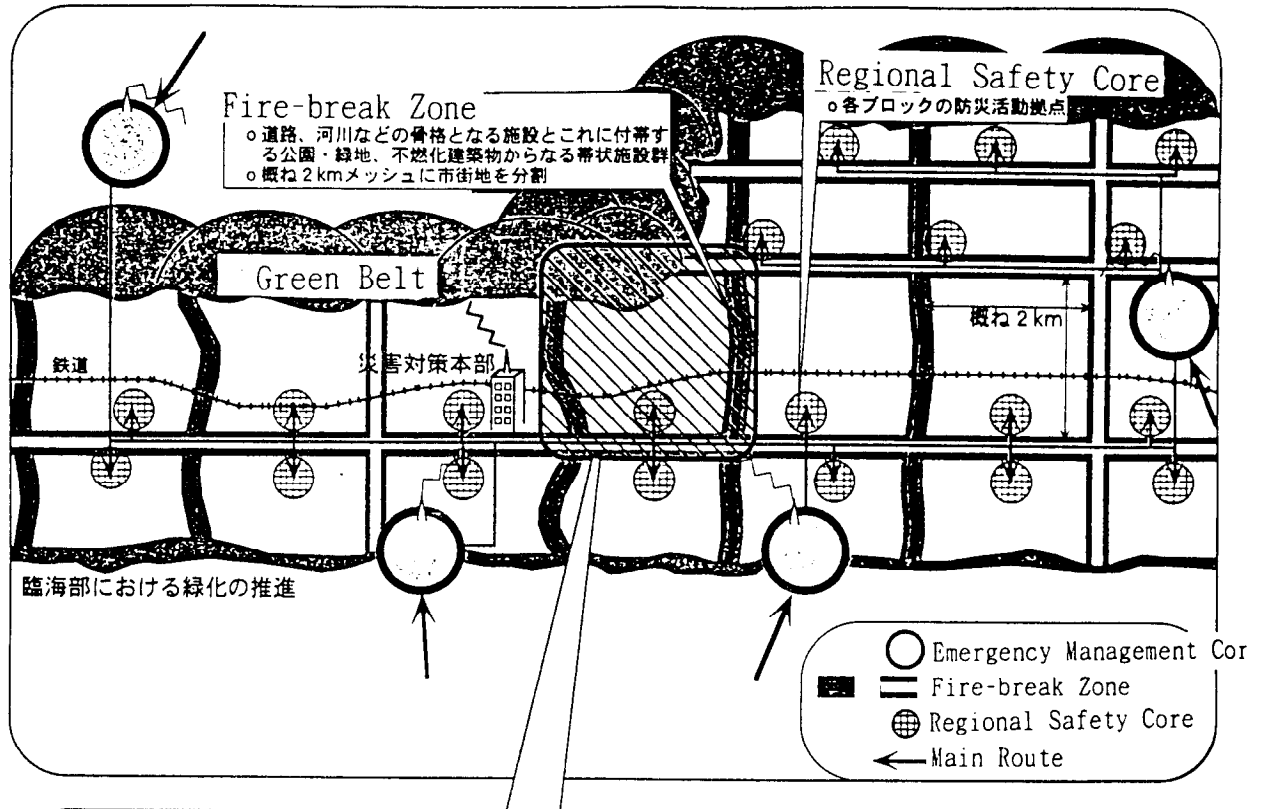 Regional Safety Core
o 各ブロックの防災活動拠点
Fire-break Zone
o 道路、河川などの骨格となる施設とこれに付帯す
る公園・緑地、不燃化建築物からなる帯状施設群
o 概ね2kmメッシュに市街地を分割
Green Belt
概ね2km
鉄道
災害対策本部
臨海部における緑化の推進
Emergency Management Cor
Fire-break Zone
Regional Safety Core
Main Route